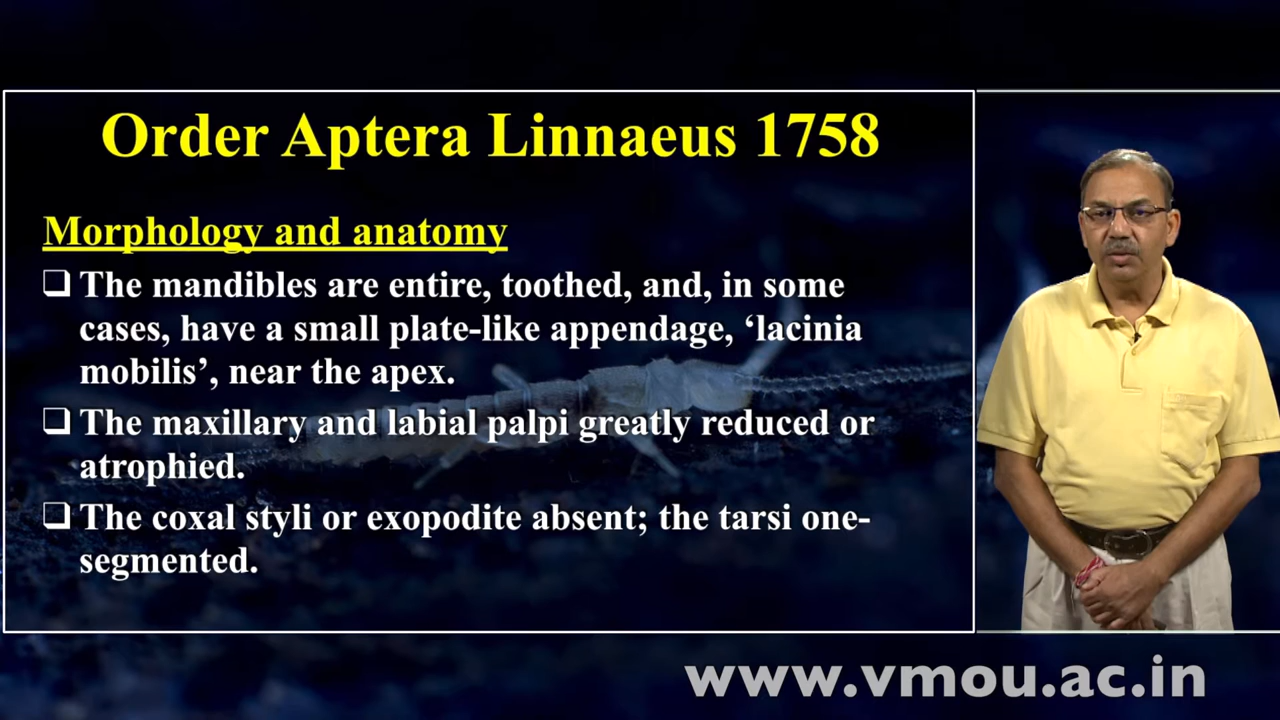 Order Aptera Linnaeus 1758
Morphology and anatomy
❑ The mandibles are entire, toothed, and, in some
cases, have a small plate-like appendage, ‘lacinia
mobilis’, near the apex.
❑ The maxillary and labial palpi greatly reduced or
atrophied.
❑ The coxal styli or exopodite absent; the tarsi one-
segmented.
www.vmou.ac.in